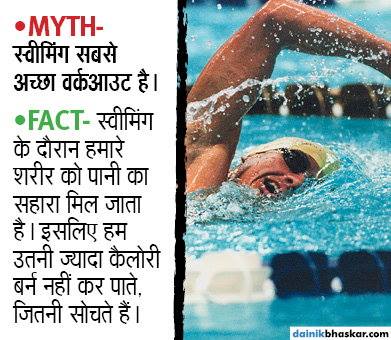 •MYTH-
स्वीमिंग सबसे
अच्छा वर्कआउट है।
•FACT- स्वीमिंग
के दौरान हमारे
शरीर को पानी का
सहारा मिल जाता
है। इसलिए हम
उतनी ज्यादा कैलोरी
बर्न नहीं कर पाते,
जितनी सोचते हैं।
dainikbhaskar.com